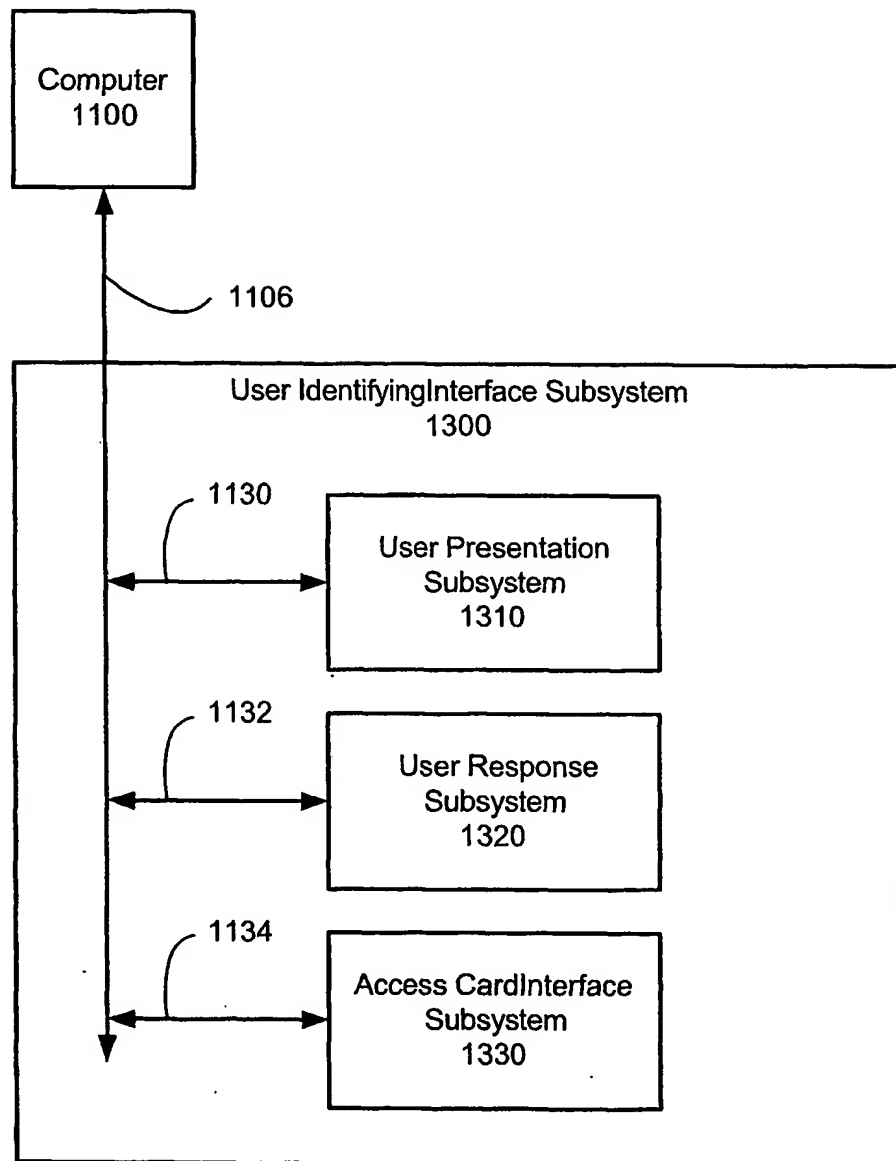 Computer
1100
1106
User IdentifyingInterface Subsystem
1300
1130
User Presentation
Subsystem
1310
1132
User Response
Subsystem
1320
1134
Access CardInterface
Subsystem
1330